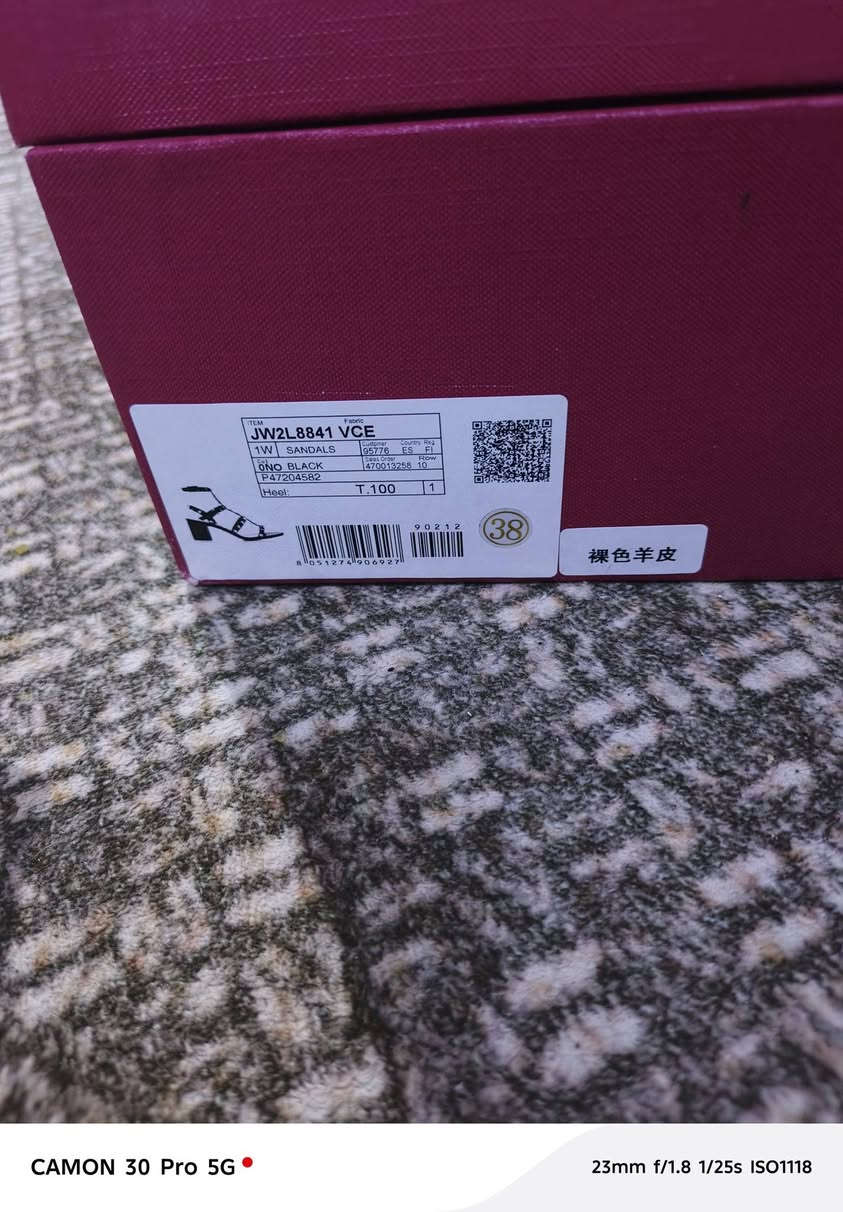 ITEM Fabric
JW2L8841 VCE
1W SANDALS Customer Country Rxg
95776 ES FI
Col. Sales Order Row
0NO BLACK 470013258 10
P47204582
Heel: T.100 1
90212
8 051274 906927
38
裸色羊皮
CAMON 30 Pro 5G
23mm f/1.8 1/25s ISO1118